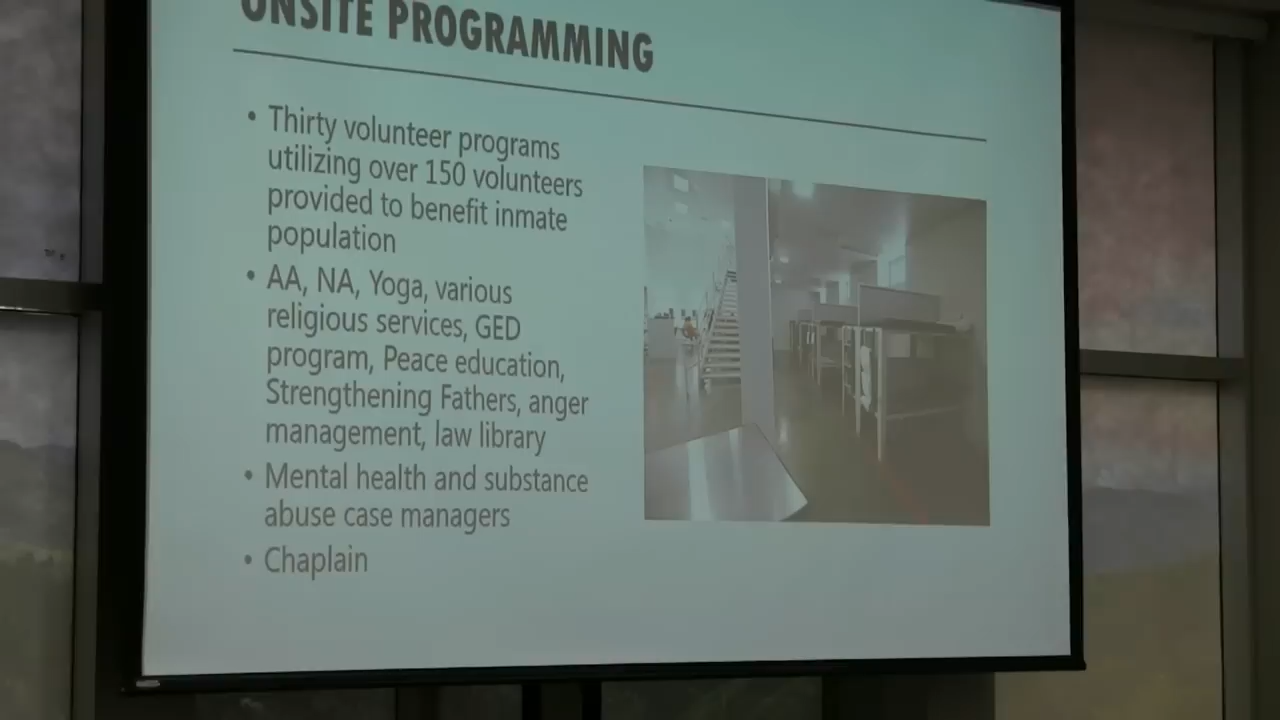 ONSITE PROGRAMMING
• Thirty volunteer programs
utilizing over 150 volunteers
provided to benefit inmate
population
• AA, NA, Yoga, various
religious services, GED
program, Peace education,
Strengthening Fathers, anger
management, law library
• Mental health and substance
abuse case managers
• Chaplain